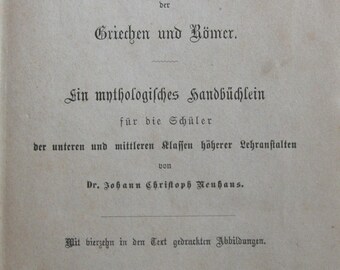 der
Griechen und Römer.
Ein mythologisches Handbüchlein
für die Schüler
der unteren und mittleren Klassen höherer Lehranstalten
von
Dr. Johann Christoph Neuhaus.
Mit vierzehn in den Text gedruckten Abbildungen.